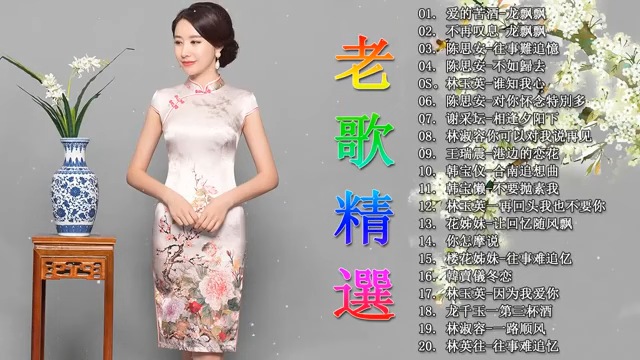 老歌精選
01. 爱的苦酒-龙飘飘
02. 不再叹息-龙飘飘
03. 陈思安-往事難追憶
04. 陈思安-不如歸去
05. 林玉英-谁知我心
06. 陈思安-对你怀念特别多
07. 谢采坛-相逢夕阳下
08. 林淑容你可以对我说再见
09. 王瑞霞-港边的恋花
10. 韩宝仪-台南追想曲
11. 韩宝懒-不要抛素我
12. 林玉英-再回头我也不要你
13. 花姊妹-让回忆随风飘
14. 你怎摩说
15. 楼花姊妹-往事难追忆
16. 韓寶儀冬恋
17. 林玉英-因为我爱你
18. 龙千玉一第二杯酒
19. 林淑容-一路顺风
20. 林英往-往事难追忆